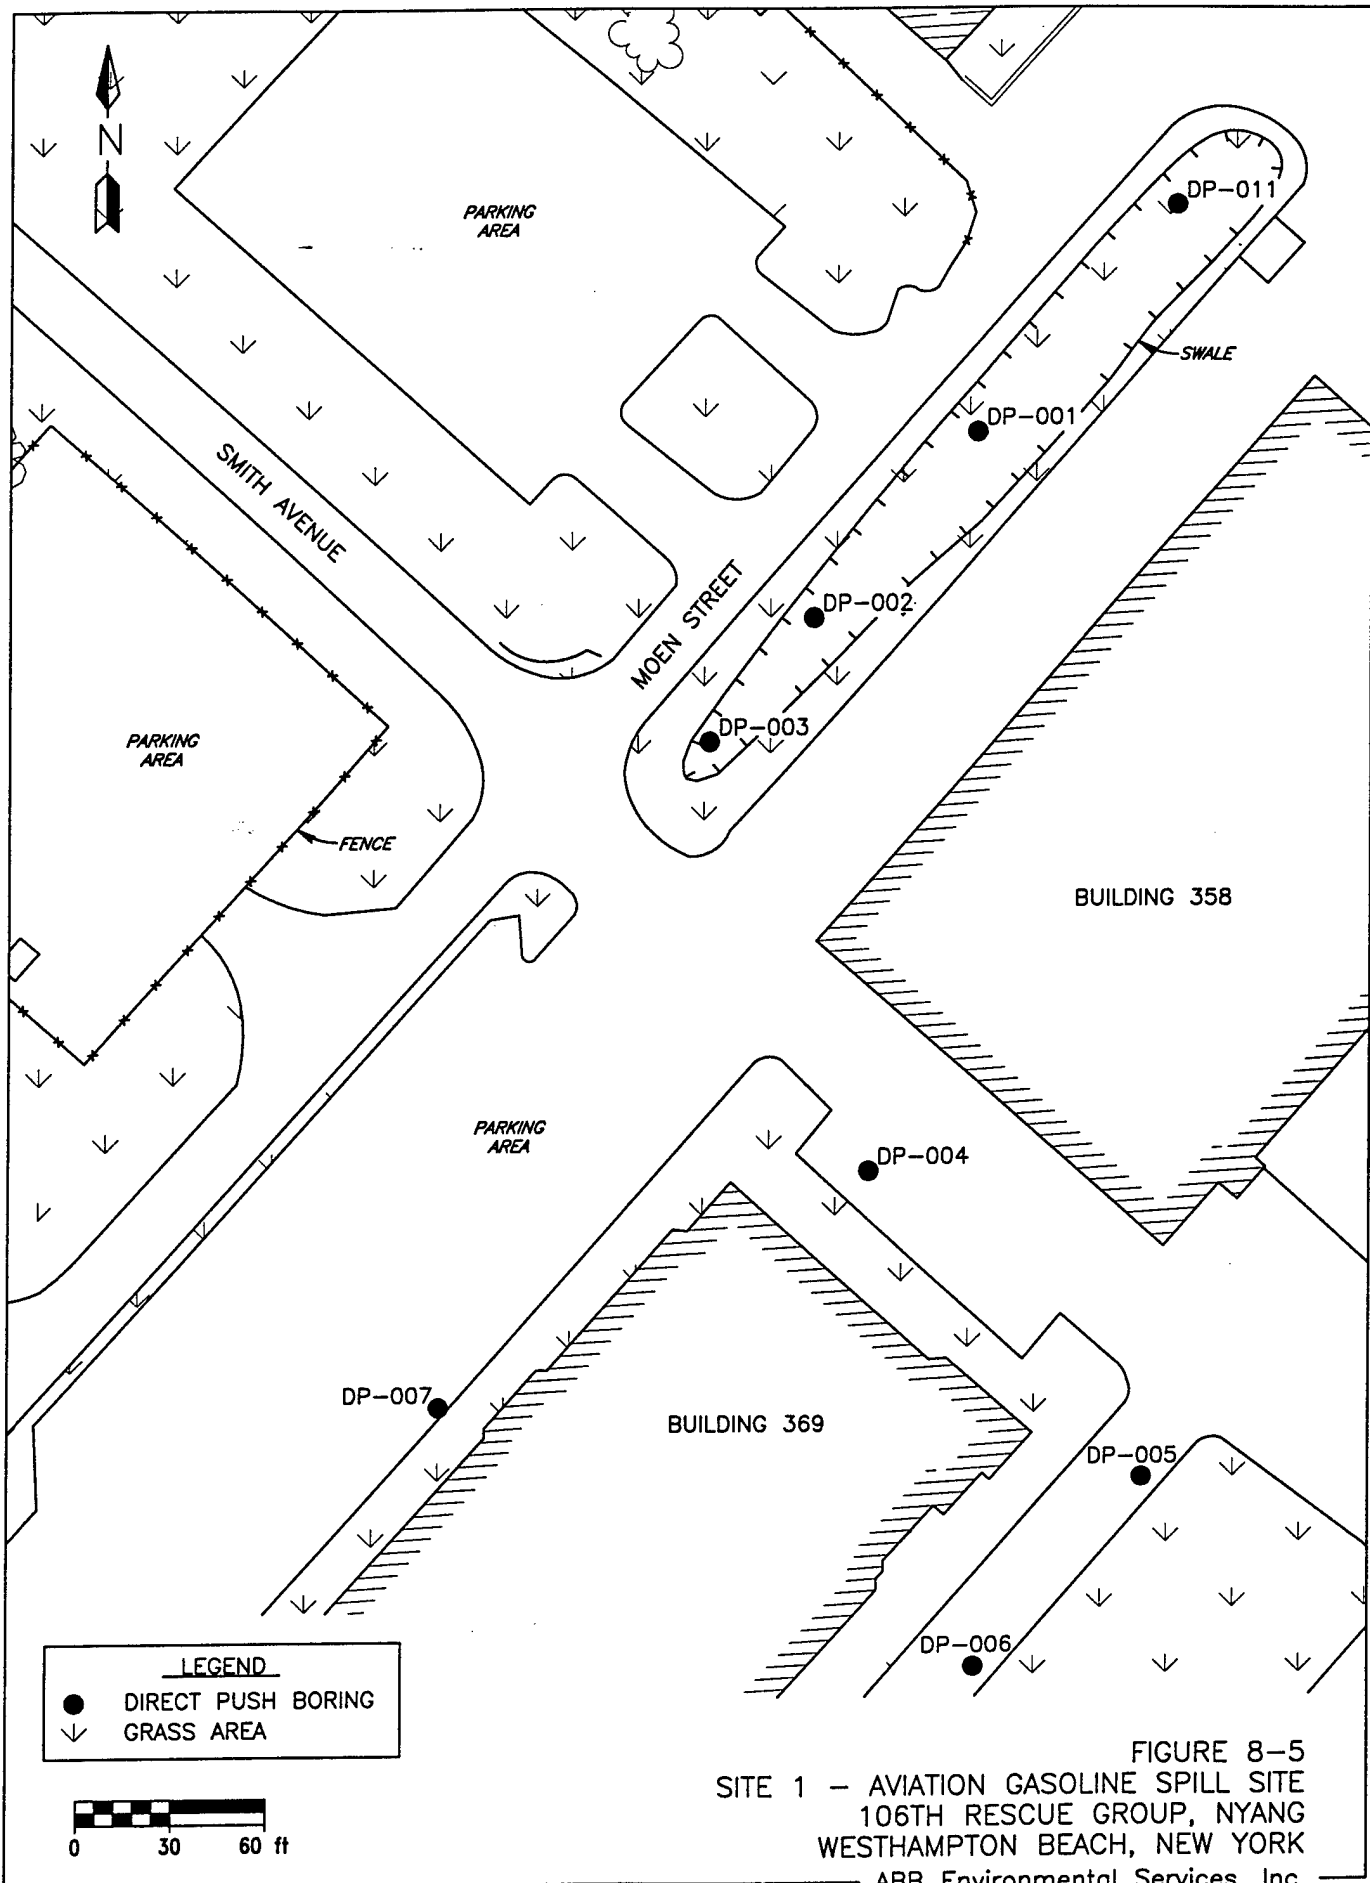 N
PARKING
AREA
DP-011
SWALE
DP-001
SMITH AVENUE
MOEN STREET
DP-002
DP-003
PARKING
AREA
FENCE
BUILDING 358
PARKING
AREA
DP-004
DP-007
BUILDING 369
DP-005
DP-006
LEGEND
DIRECT PUSH BORING
GRASS AREA
0 30 60 ft
FIGURE 8-5
SITE 1 - AVIATION GASOLINE SPILL SITE
106TH RESCUE GROUP, NYANG
WESTHAMPTON BEACH, NEW YORK
ABB Environmental Services, Inc.